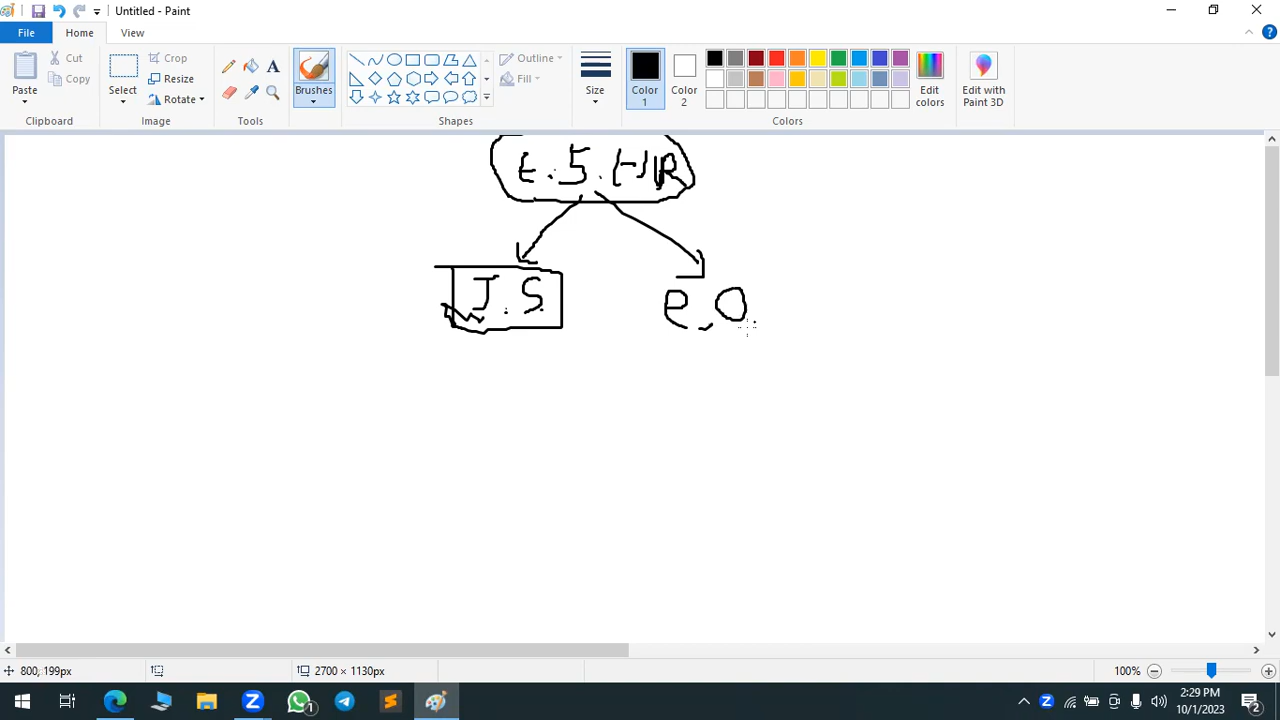 Untitled - Paint
File Home View
Paste Cut Copy Select Crop Resize Rotate Brushes Outline Fill Size Color 1 Color 2 Edit colors Edit with Paint 3D
Clipboard Image Tools Shapes Colors
t.S.HR
J.S. e.O
800, 199px 2700 × 1130px 100%
1 2:29 PM
10/1/2023 2